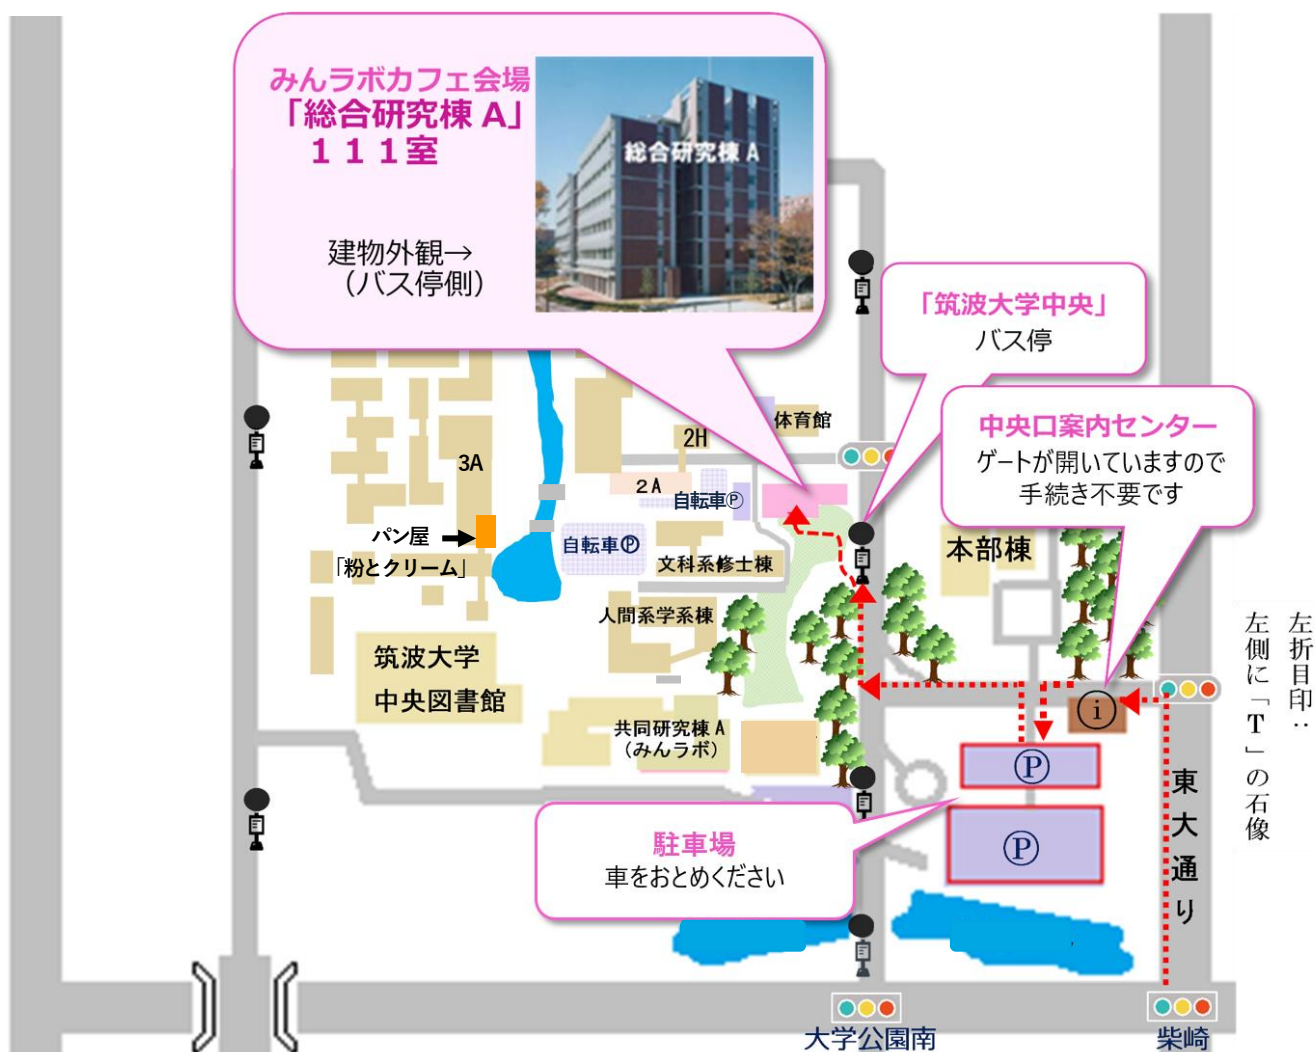 みんラボカフェ会場
「総合研究棟 A」
１１１室
建物外観→
（バス停側）
総合研究棟 A
「筑波大学中央」
バス停
中央口案内センター
ゲートが開いていますので
手続き不要です
体育館
2H
3A
２A
自転車Ⓟ
パン屋
「粉とクリーム」
自転車Ⓟ
文科系修士棟
本部棟
人間系学系棟
筑波大学
中央図書館
共同研究棟 A
（みんラボ）
i
Ⓟ
Ⓟ
駐車場
車をおとめください
東大通り
左折目印：
左側に「T」の石像
大学公園南
柴崎